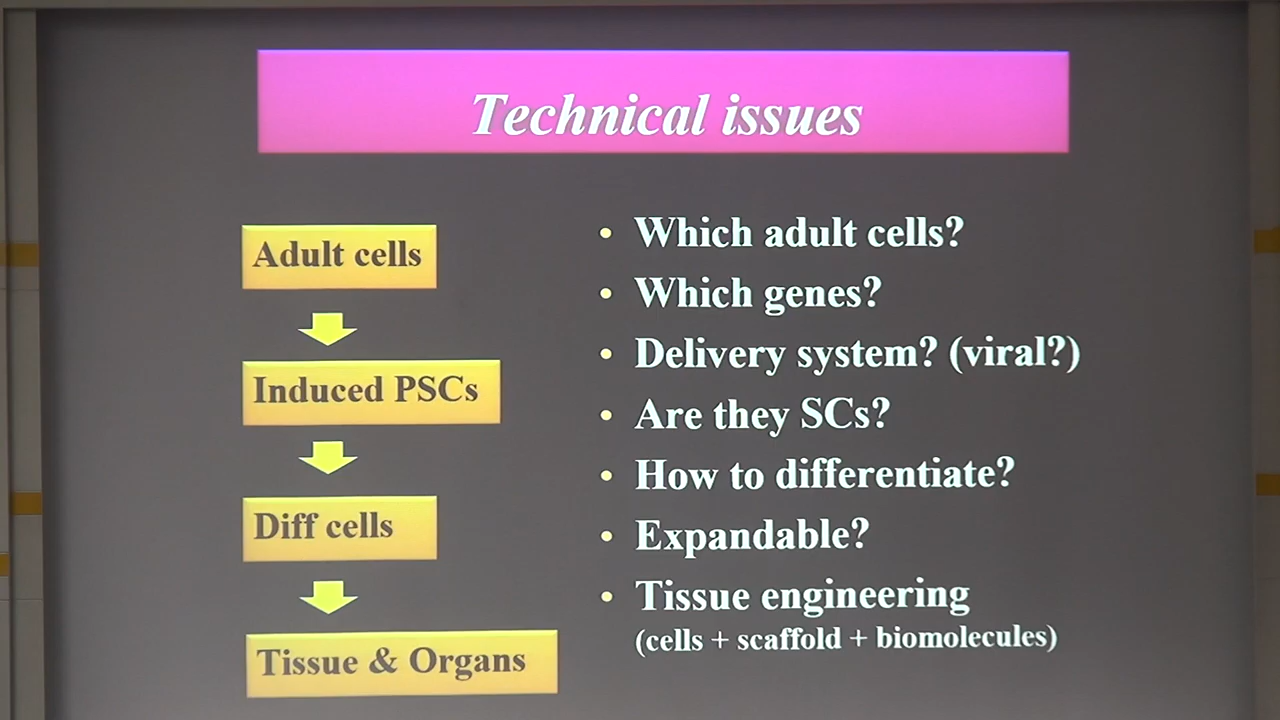 Technical issues
Adult cells
Induced PSCs
Diff cells
Tissue & Organs
• Which adult cells?
• Which genes?
• Delivery system? (viral?)
• Are they SCs?
• How to differentiate?
• Expandable?
• Tissue engineering
(cells + scaffold + biomolecules)